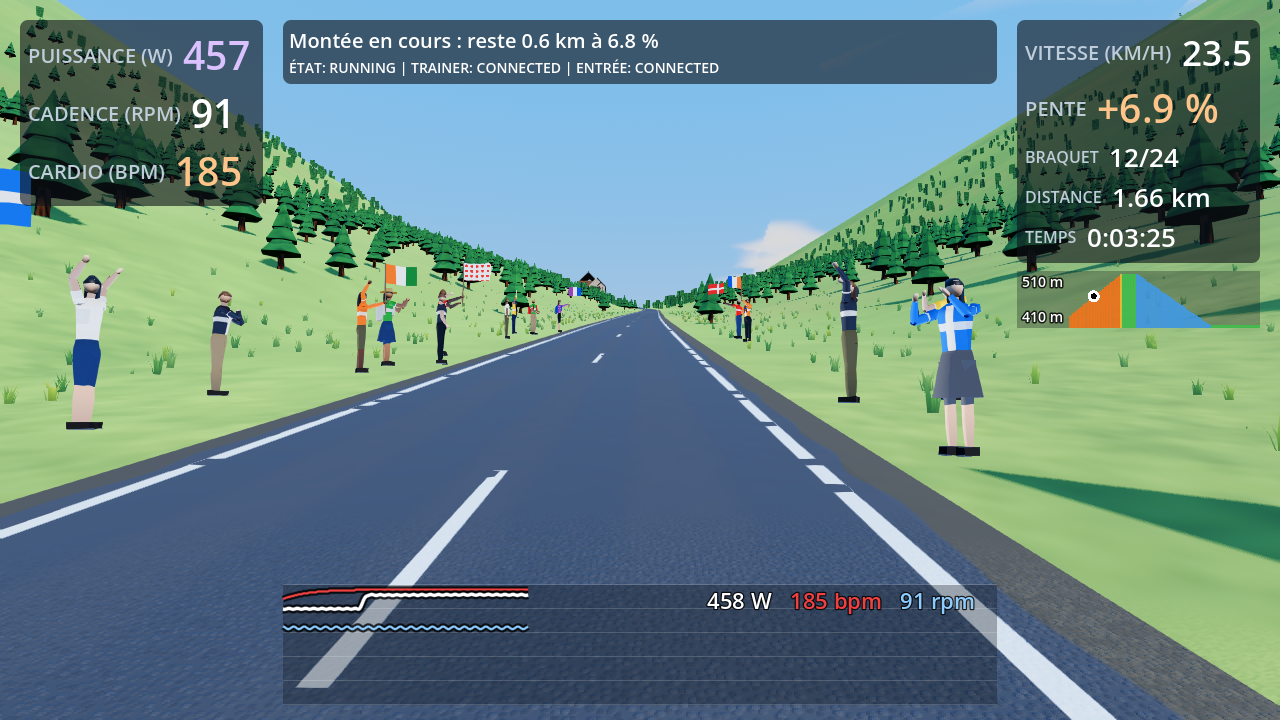 PUISSANCE (W) 457
CADENCE (RPM) 91
CARDIO (BPM) 185
Montée en cours : reste 0.6 km à 6.8 %
ÉTAT: RUNNING | TRAINER: CONNECTED | ENTRÉE: CONNECTED
VITESSE (KM/H) 23.5
PENTE +6.9 %
BRAQUET 12/24
DISTANCE 1.66 km
TEMPS 0:03:25
510 m
410 m
458 W 185 bpm 91 rpm